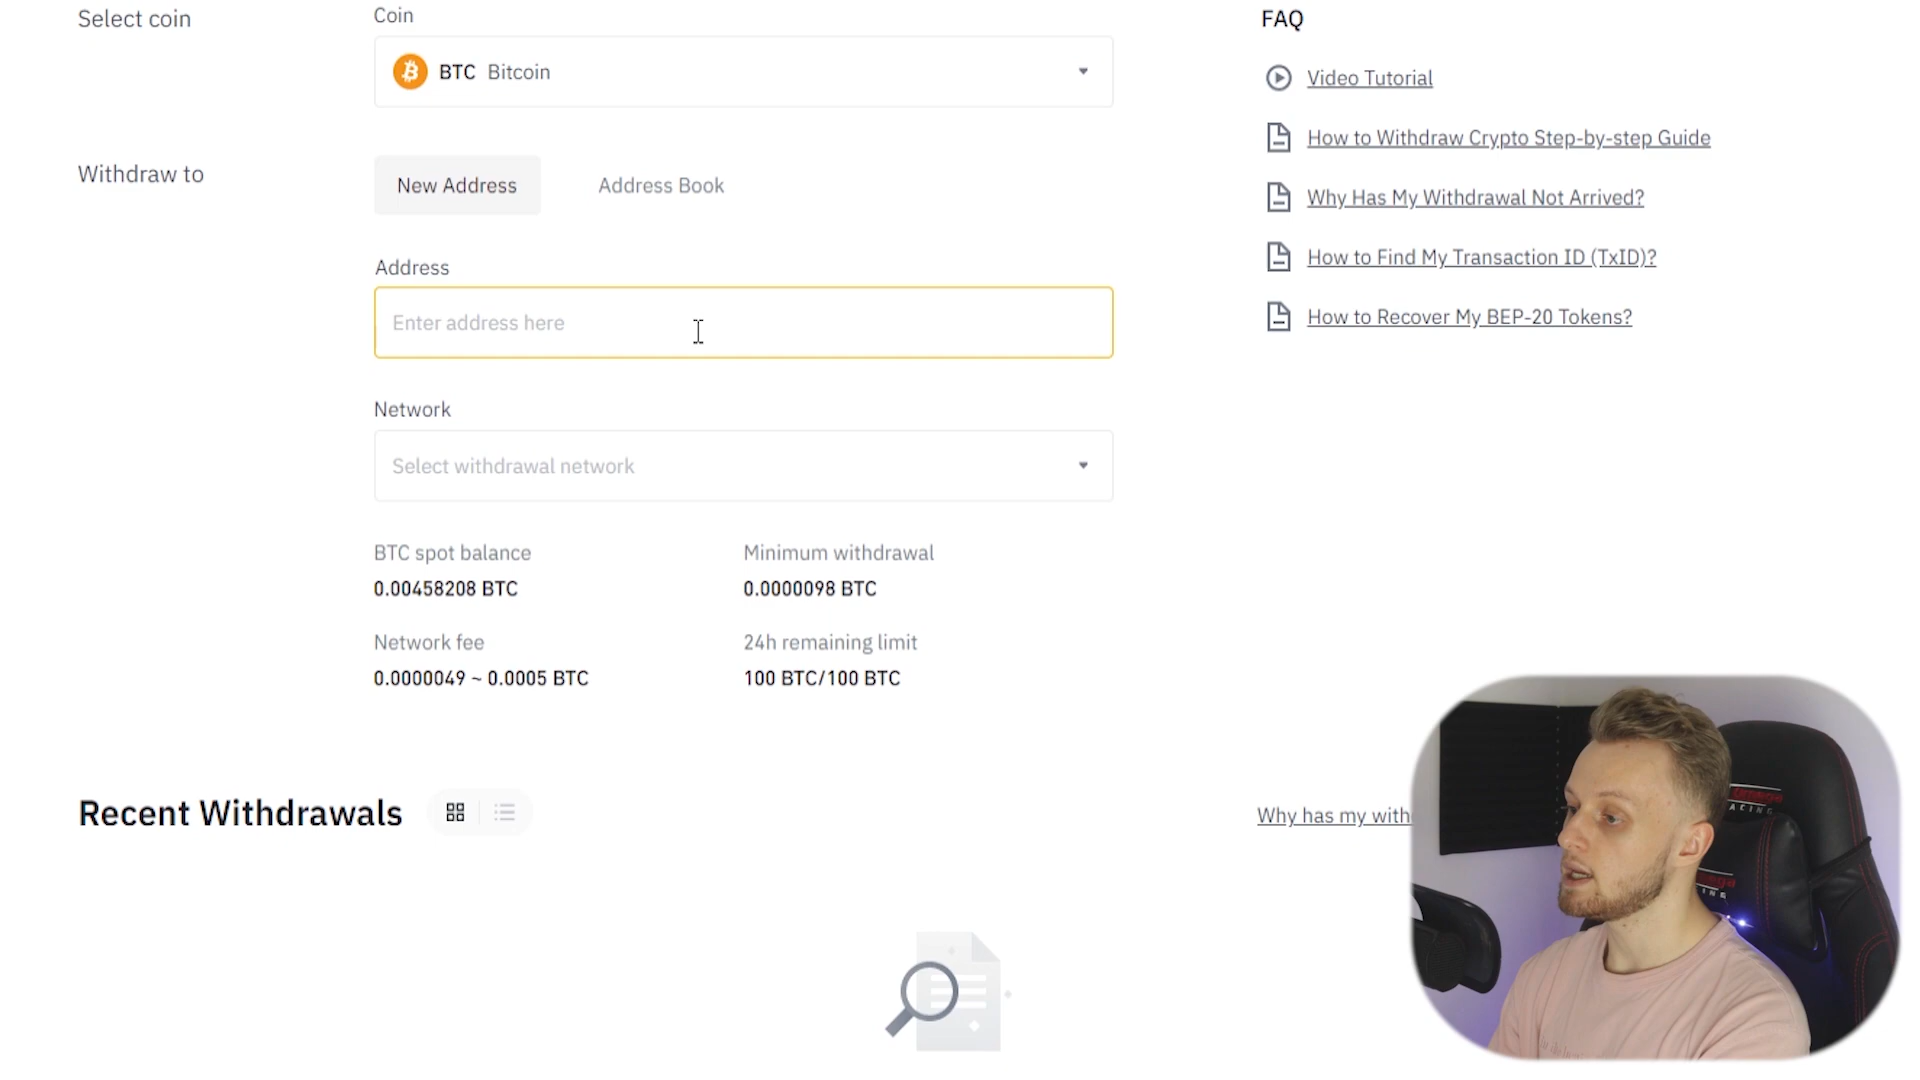 Select coin
Coin
BTC Bitcoin
Withdraw to
New Address
Address Book
Address
Enter address here
Network
Select withdrawal network
BTC spot balance
0.00458208 BTC
Minimum withdrawal
0.0000098 BTC
Network fee
0.0000049 ~ 0.0005 BTC
24h remaining limit
100 BTC/100 BTC
FAQ
Video Tutorial
How to Withdraw Crypto Step-by-step Guide
Why Has My Withdrawal Not Arrived?
How to Find My Transaction ID (TxID)?
How to Recover My BEP-20 Tokens?
Recent Withdrawals
Why has my with